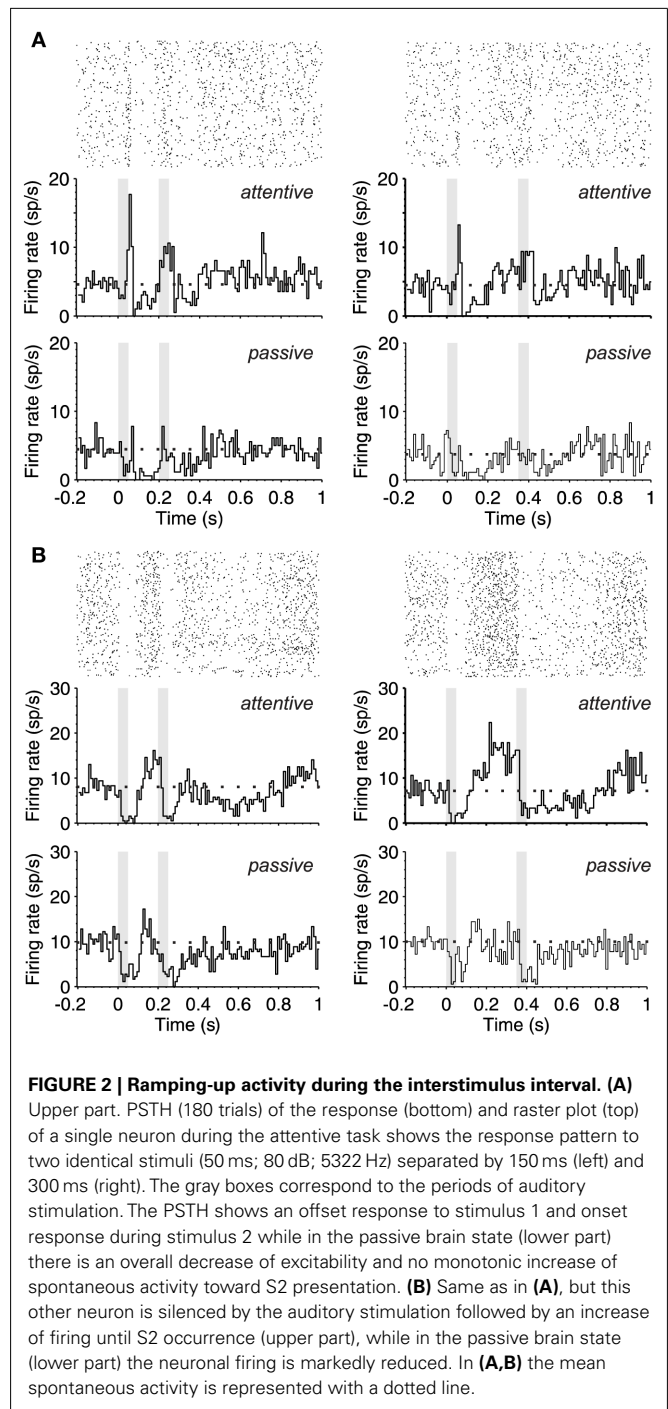 A
20
10
0
Firing rate (sp/s)
attentive
20
10
0
attentive
Firing rate (sp/s)
20
10
0
Firing rate (sp/s)
passive
-0.2 0 0.2 0.4 0.6 0.8 1
Time (s)
20
10
0
Firing rate (sp/s)
passive
-0.2 0 0.2 0.4 0.6 0.8 1
Time (s)
B
30
20
10
0
Firing rate (sp/s)
attentive
30
20
10
0
Firing rate (sp/s)
attentive
30
20
10
0
Firing rate (sp/s)
passive
-0.2 0 0.2 0.4 0.6 0.8 1
Time (s)
30
20
10
0
Firing rate (sp/s)
passive
-0.2 0 0.2 0.4 0.6 0.8 1
Time (s)
FIGURE 2 | Ramping-up activity during the interstimulus interval. (A)
Upper part. PSTH (180 trials) of the response (bottom) and raster plot (top)
of a single neuron during the attentive task shows the response pattern to
two identical stimuli (50 ms; 80 dB; 5322 Hz) separated by 150 ms (left) and
300 ms (right). The gray boxes correspond to the periods of auditory
stimulation. The PSTH shows an offset response to stimulus 1 and onset
response during stimulus 2 while in the passive brain state (lower part)
there is an overall decrease of excitability and no monotonic increase of
spontaneous activity toward S2 presentation. (B) Same as in (A), but this
other neuron is silenced by the auditory stimulation followed by an increase
of firing until S2 occurrence (upper part), while in the passive brain state
(lower part) the neuronal firing is markedly reduced. In (A,B) the mean
spontaneous activity is represented with a dotted line.